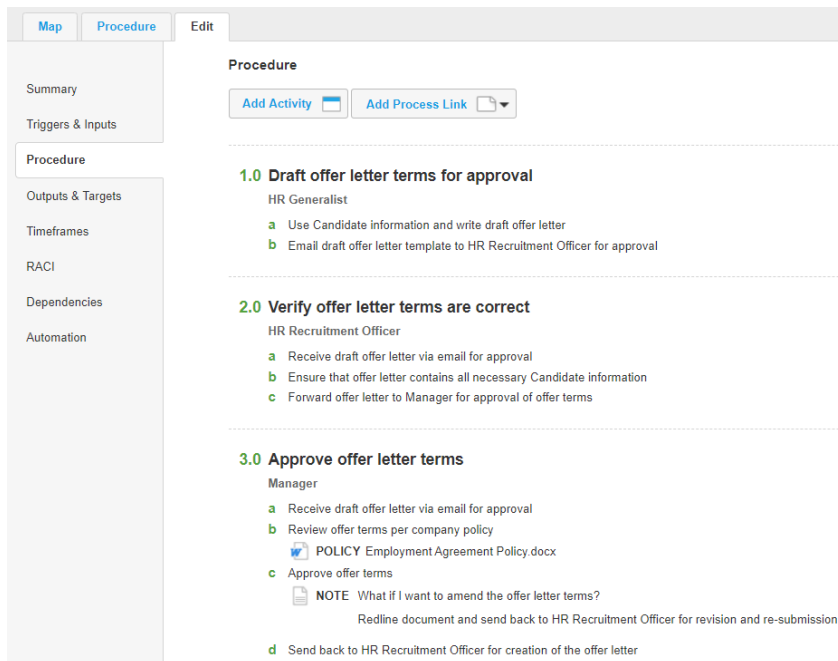 Map Procedure Edit
Summary
Triggers & Inputs
Procedure
Outputs & Targets
Timeframes
RACI
Dependencies
Automation
Procedure
Add Activity Add Process Link
1.0 Draft offer letter terms for approval
HR Generalist
a Use Candidate information and write draft offer letter
b Email draft offer letter template to HR Recruitment Officer for approval
2.0 Verify offer letter terms are correct
HR Recruitment Officer
a Receive draft offer letter via email for approval
b Ensure that offer letter contains all necessary Candidate information
c Forward offer letter to Manager for approval of offer terms
3.0 Approve offer letter terms
Manager
a Receive draft offer letter via email for approval
b Review offer terms per company policy
POLICY Employment Agreement Policy.docx
c Approve offer terms
NOTE What if I want to amend the offer letter terms?
Redline document and send back to HR Recruitment Officer for revision and re-submission
d Send back to HR Recruitment Officer for creation of the offer letter